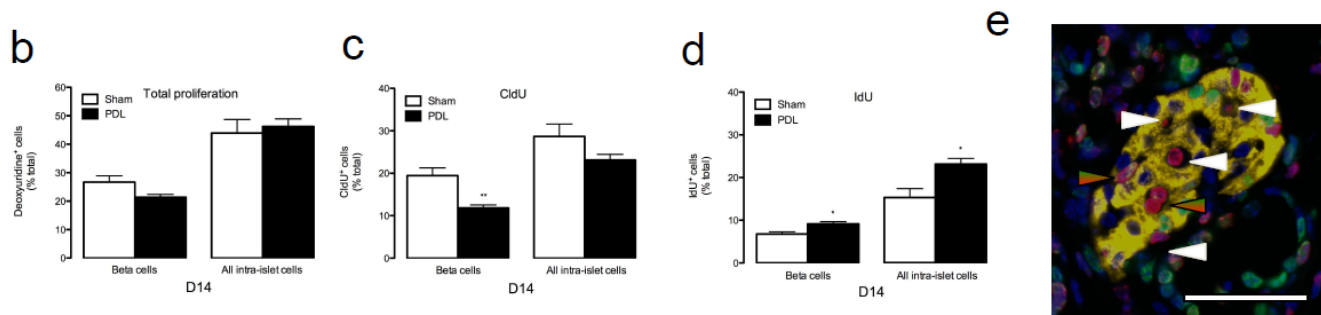 b
Total proliferation
Sham
PDL
Deoxyuridine⁺ cells
(% total)
60
50
40
30
20
10
0
Beta cells
All intra-islet cells
D14
c
CldU
Sham
PDL
CldU⁺ cells
(% total)
40
30
20
10
0
**
Beta cells
All intra-islet cells
D14
d
IdU
Sham
PDL
IdU⁺ cells
(% total)
40
30
20
10
0
*
*
Beta cells
All intra-islet cells
D14
e